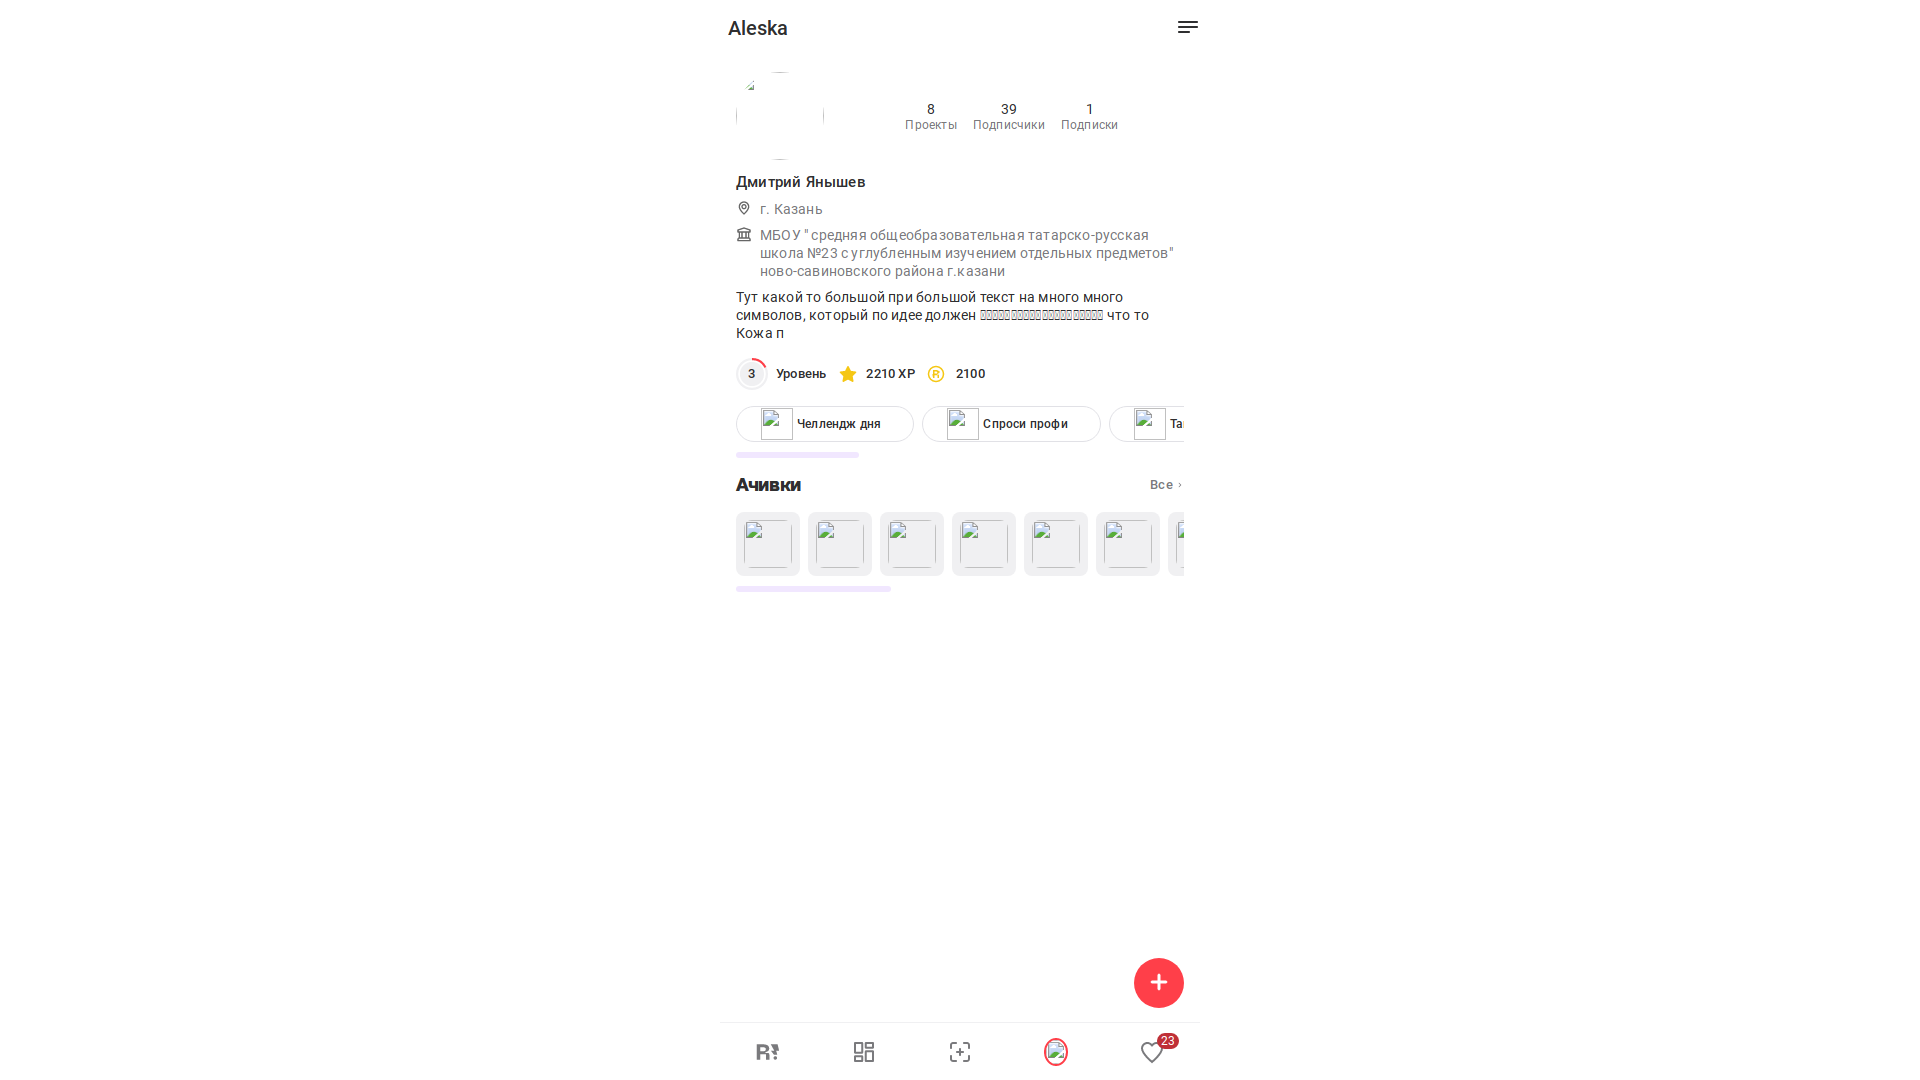 Aleska
8
39
1
Проекты
Подписчики
Подписки
Дмитрий Янышев
г. Казань
МБОУ " средняя общеобразовательная татарско-русская
школа №23 с углубленным изучением отдельных предметов"
ново-савиновского района г.казани
Тут какой то большой при большой текст на много много
символов, который по идее должен что то
Кожа п
3
Уровень
2210 XP
2100
Челлендж дня
Спроси профи
Ачивки
Все
23